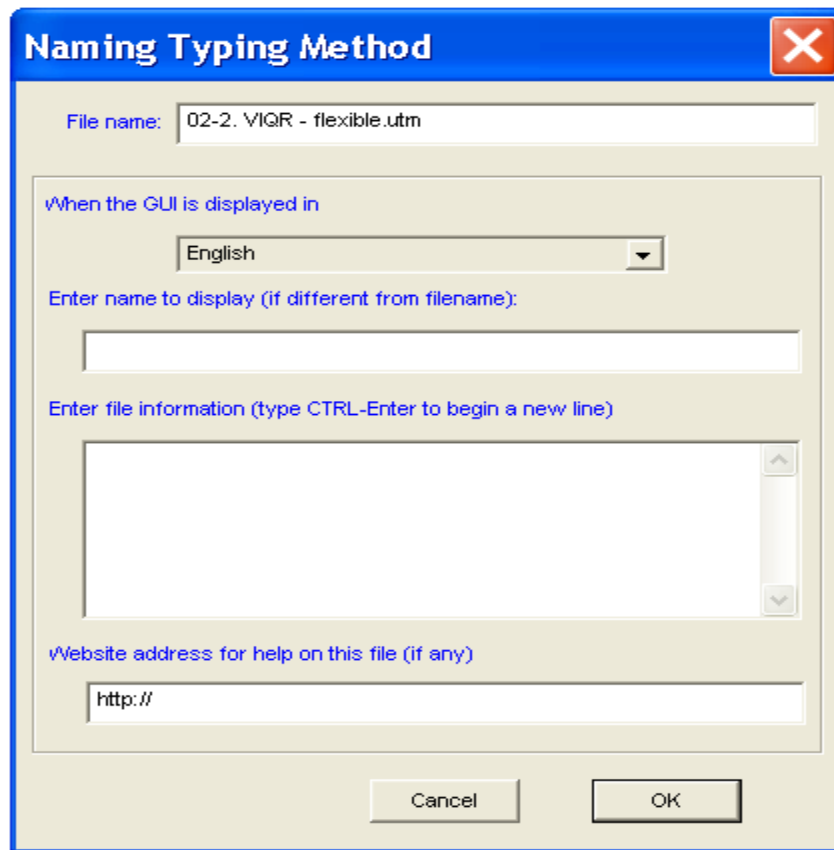 Naming Typing Method
File name: 02-2. VIQR - flexible.utm
When the GUI is displayed in
English
Enter name to display (if different from filename):
Enter file information (type CTRL-Enter to begin a new line)
Website address for help on this file (if any)
http://
Cancel OK